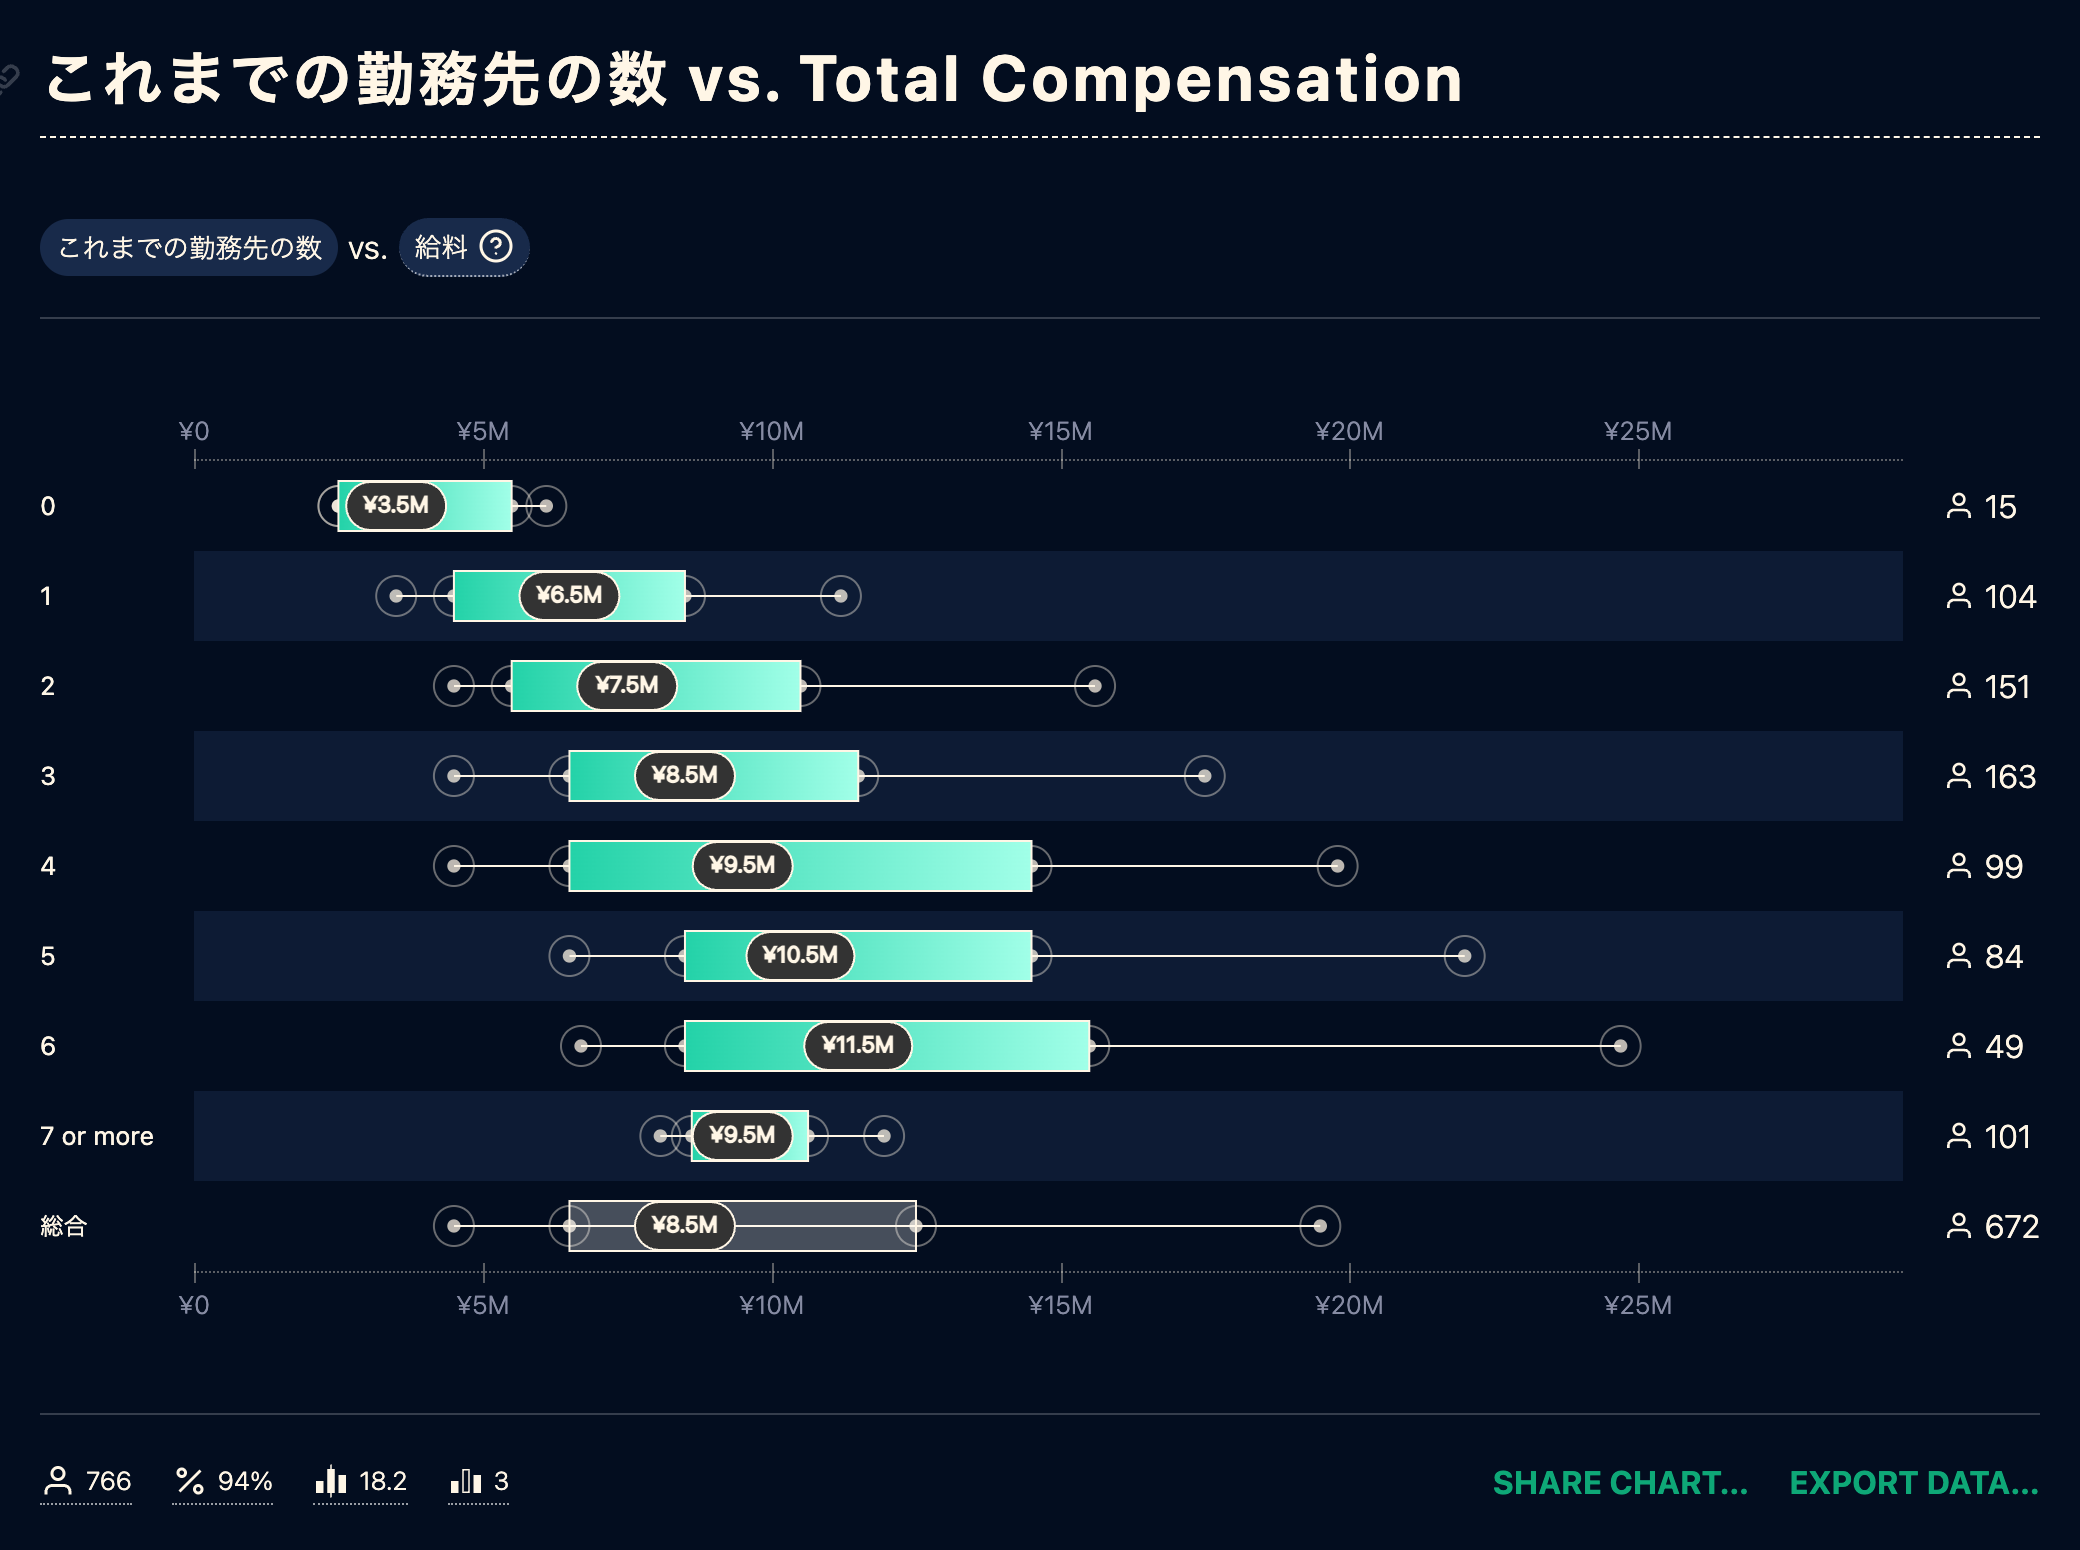 これまでの勤務先の数 vs. Total Compensation
これまでの勤務先の数 vs. 給料 ?
¥0 ¥5M ¥10M ¥15M ¥20M ¥25M
0 ¥3.5M 15
1 ¥6.5M 104
2 ¥7.5M 151
3 ¥8.5M 163
4 ¥9.5M 99
5 ¥10.5M 84
6 ¥11.5M 49
7 or more ¥9.5M 101
総合 ¥8.5M 672
¥0 ¥5M ¥10M ¥15M ¥20M ¥25M
766 94% 18.2 3 SHARE CHART... EXPORT DATA...